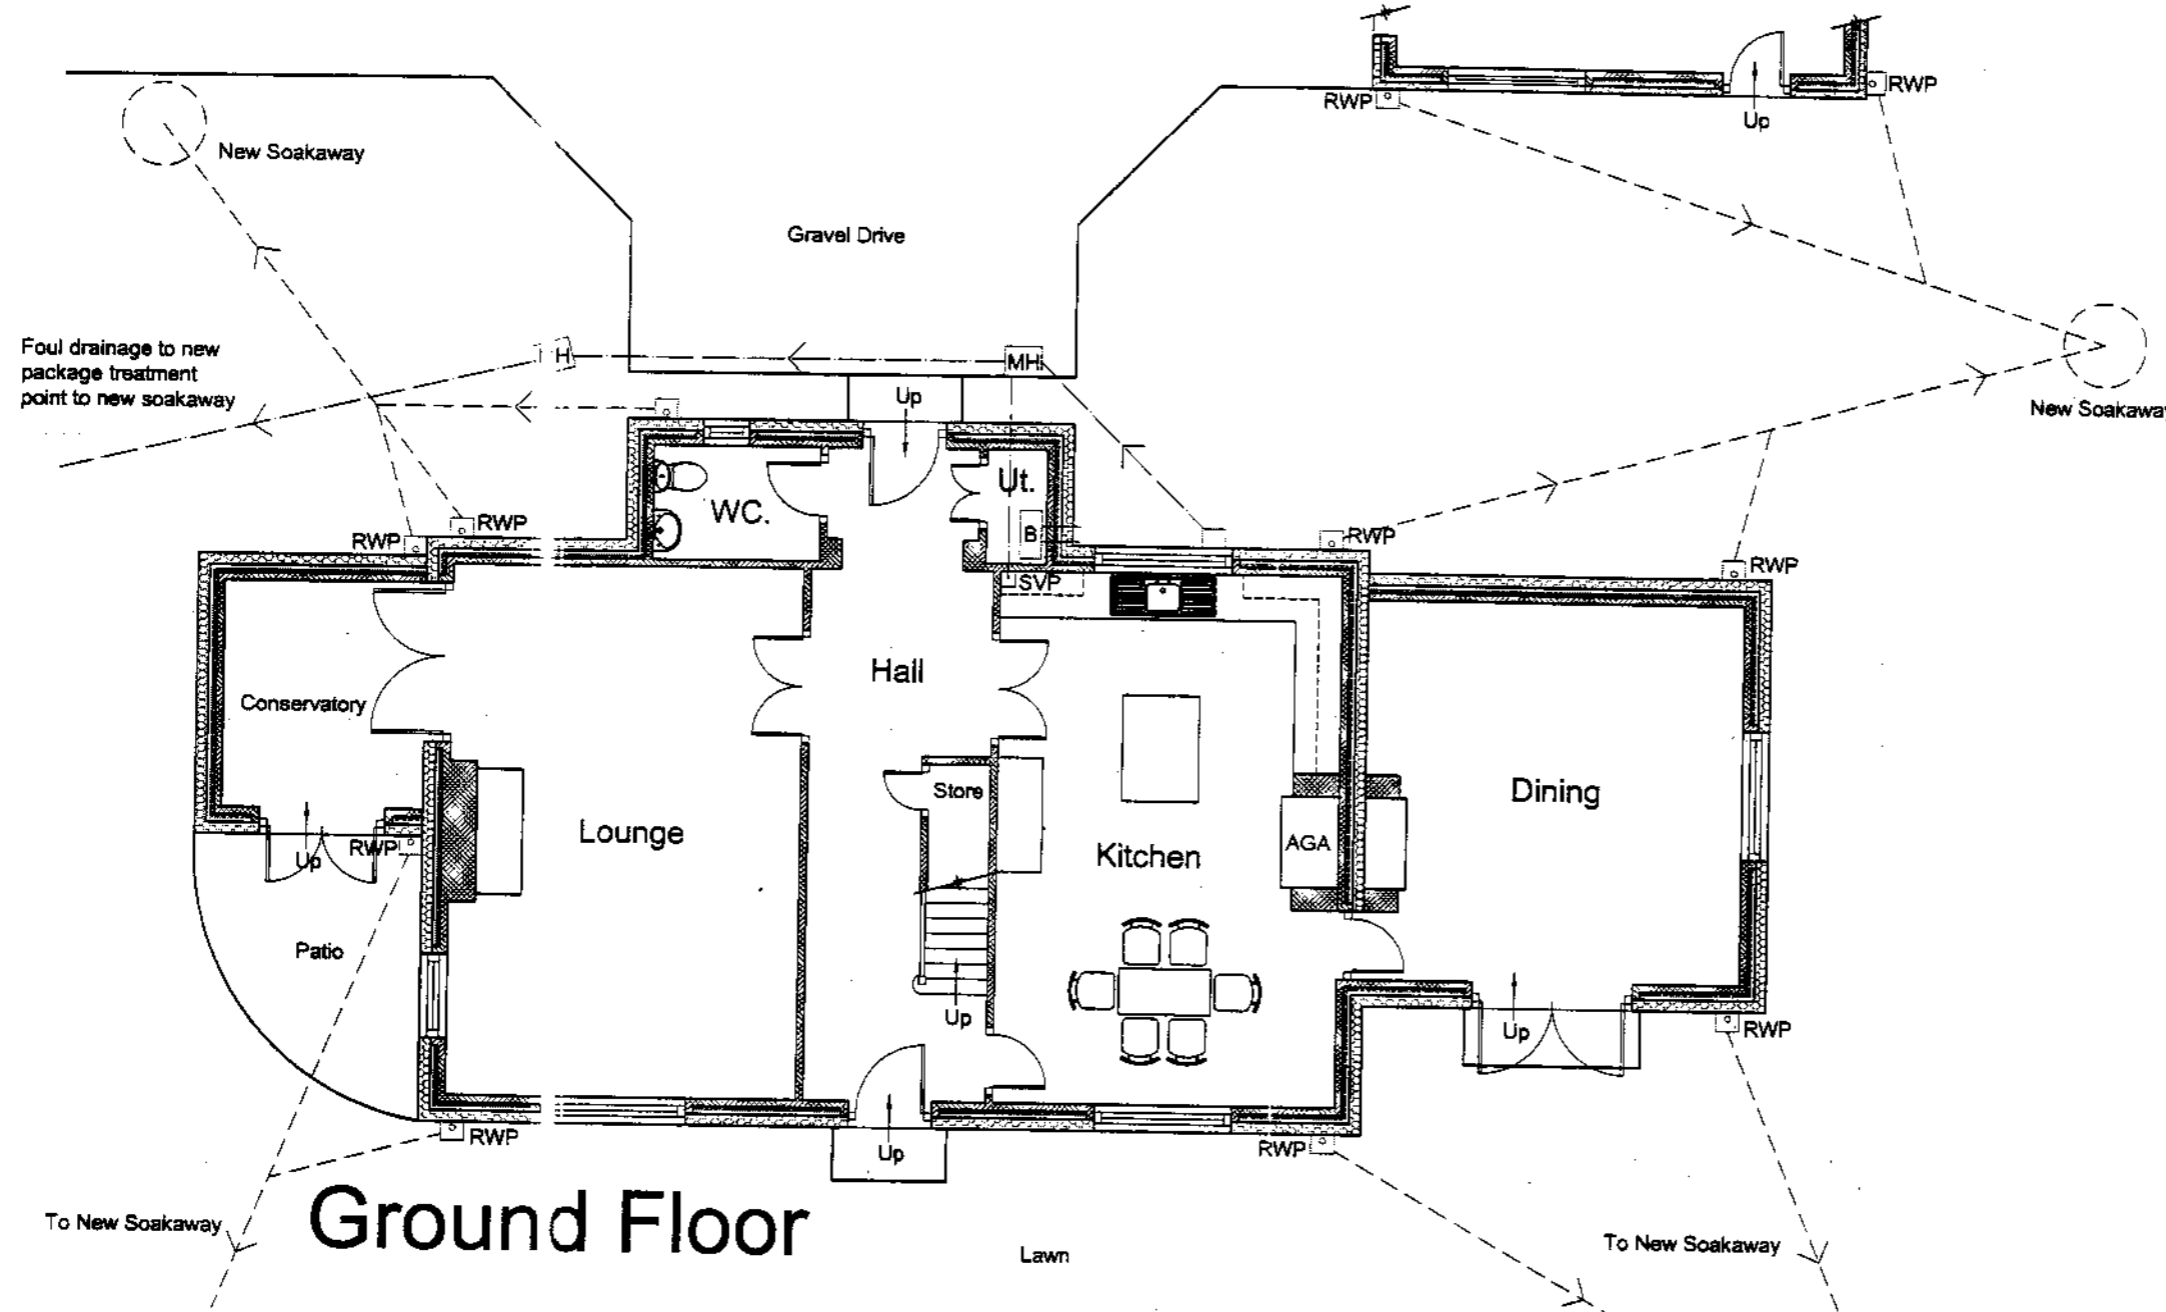 RWP
RWP
Up
New Soakaway
Gravel Drive
Foul drainage to new
package treatment
point to new soakaway
H
MH
Up
New Soakaway
Ut.
WC.
RWP
RWP
B
RWP
RWP
SVP
Hall
Conservatory
Store
Dining
Lounge
Up
RWP
AGA
Kitchen
Patio
Up
Up
RWP
RWP
Up
RWP
To New Soakaway
Ground Floor
Lawn
To New Soakaway